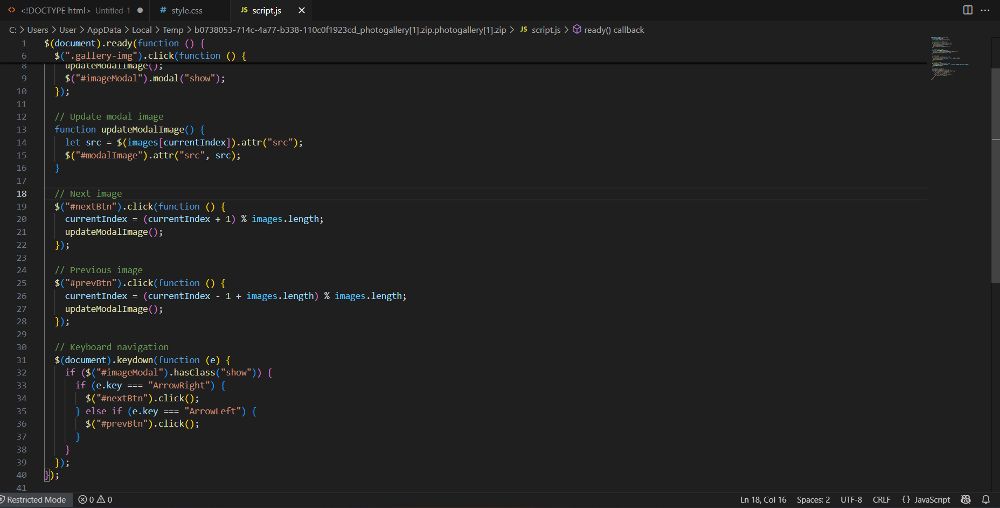 <> <!DOCTYPE html> Untitled-1 ●
# style.css
JS script.js ×
C: > Users > User > AppData > Local > Temp > b0738053-714c-4a77-b338-110c0f1923cd_photogallery[1].zip.photogallery[1].zip > JS script.js > ready() callback
1 $(document).ready(function () {
6 $(".gallery-img").click(function () {
8 updateModalImage();
9 $("#imageModal").modal("show");
10 });
11
12 // Update modal image
13 function updateModalImage() {
14 let src = $(images[currentIndex]).attr("src");
15 $("#modalImage").attr("src", src);
16 }
17
18 // Next image
19 $("#nextBtn").click(function () {
20 currentIndex = (currentIndex + 1) % images.length;
21 updateModalImage();
22 });
23
24 // Previous image
25 $("#prevBtn").click(function () {
26 currentIndex = (currentIndex - 1 + images.length) % images.length;
27 updateModalImage();
28 });
29
30 // Keyboard navigation
31 $(document).keydown(function (e) {
32 if ($("#imageModal").hasClass("show")) {
33 if (e.key === "ArrowRight") {
34 $("#nextBtn").click();
35 } else if (e.key === "ArrowLeft") {
36 $("#prevBtn").click();
37 }
38 }
39 });
40 });
41
Restricted Mode 0 0 Ln 18, Col 16 Spaces: 2 UTF-8 CRLF {} JavaScript